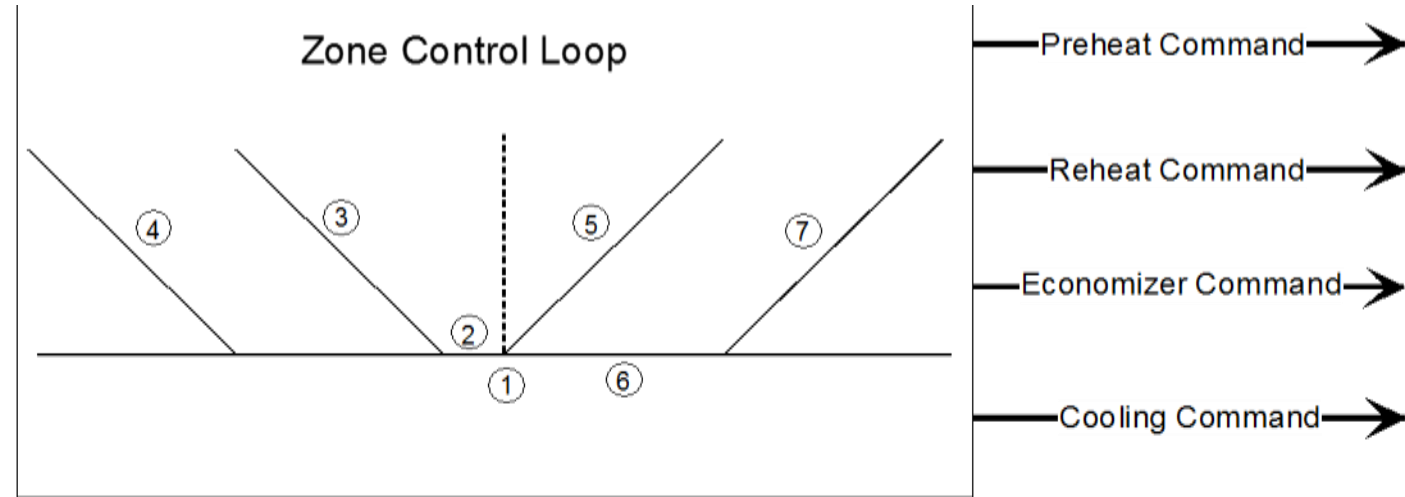 Zone Control Loop
Preheat Command
Reheat Command
Economizer Command
Cooling Command
4
3
5
7
2
1
6